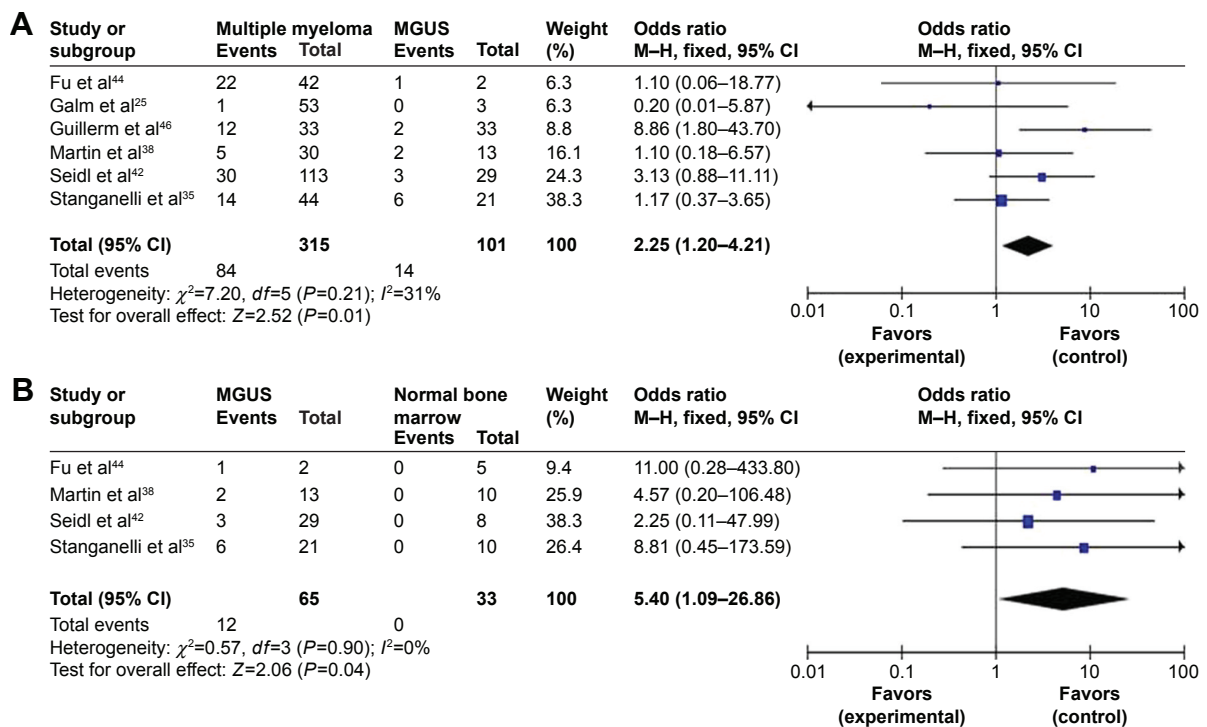 A
Study or Multiple myeloma MGUS Weight Odds ratio Odds ratio
subgroup Events Total Events Total (%) M–H, fixed, 95% CI M–H, fixed, 95% CI
Fu et al44 22 42 1 2 6.3 1.10 (0.06–18.77)
Galm et al25 1 53 0 3 6.3 0.20 (0.01–5.87)
Guillerm et al46 12 33 2 33 8.8 8.86 (1.80–43.70)
Martin et al38 5 30 2 13 16.1 1.10 (0.18–6.57)
Seidl et al42 30 113 3 29 24.3 3.13 (0.88–11.11)
Stanganelli et al35 14 44 6 21 38.3 1.17 (0.37–3.65)
Total (95% CI) 315 101 100 2.25 (1.20–4.21)
Total events 84 14
Heterogeneity: χ2=7.20, df=5 (P=0.21); I2=31%
Test for overall effect: Z=2.52 (P=0.01)
0.01 0.1 1 10 100
Favors Favors
(experimental) (control)
B
Study or MGUS Normal bone Weight Odds ratio Odds ratio
subgroup Events Total marrow (%) M–H, fixed, 95% CI M–H, fixed, 95% CI
Events Total
Fu et al44 1 2 0 5 9.4 11.00 (0.28–433.80)
Martin et al38 2 13 0 10 25.9 4.57 (0.20–106.48)
Seidl et al42 3 29 0 8 38.3 2.25 (0.11–47.99)
Stanganelli et al35 6 21 0 10 26.4 8.81 (0.45–173.59)
Total (95% CI) 65 33 100 5.40 (1.09–26.86)
Total events 12 0
Heterogeneity: χ2=0.57, df=3 (P=0.90); I2=0%
Test for overall effect: Z=2.06 (P=0.04)
0.01 0.1 1 10 100
Favors Favors
(experimental) (control)